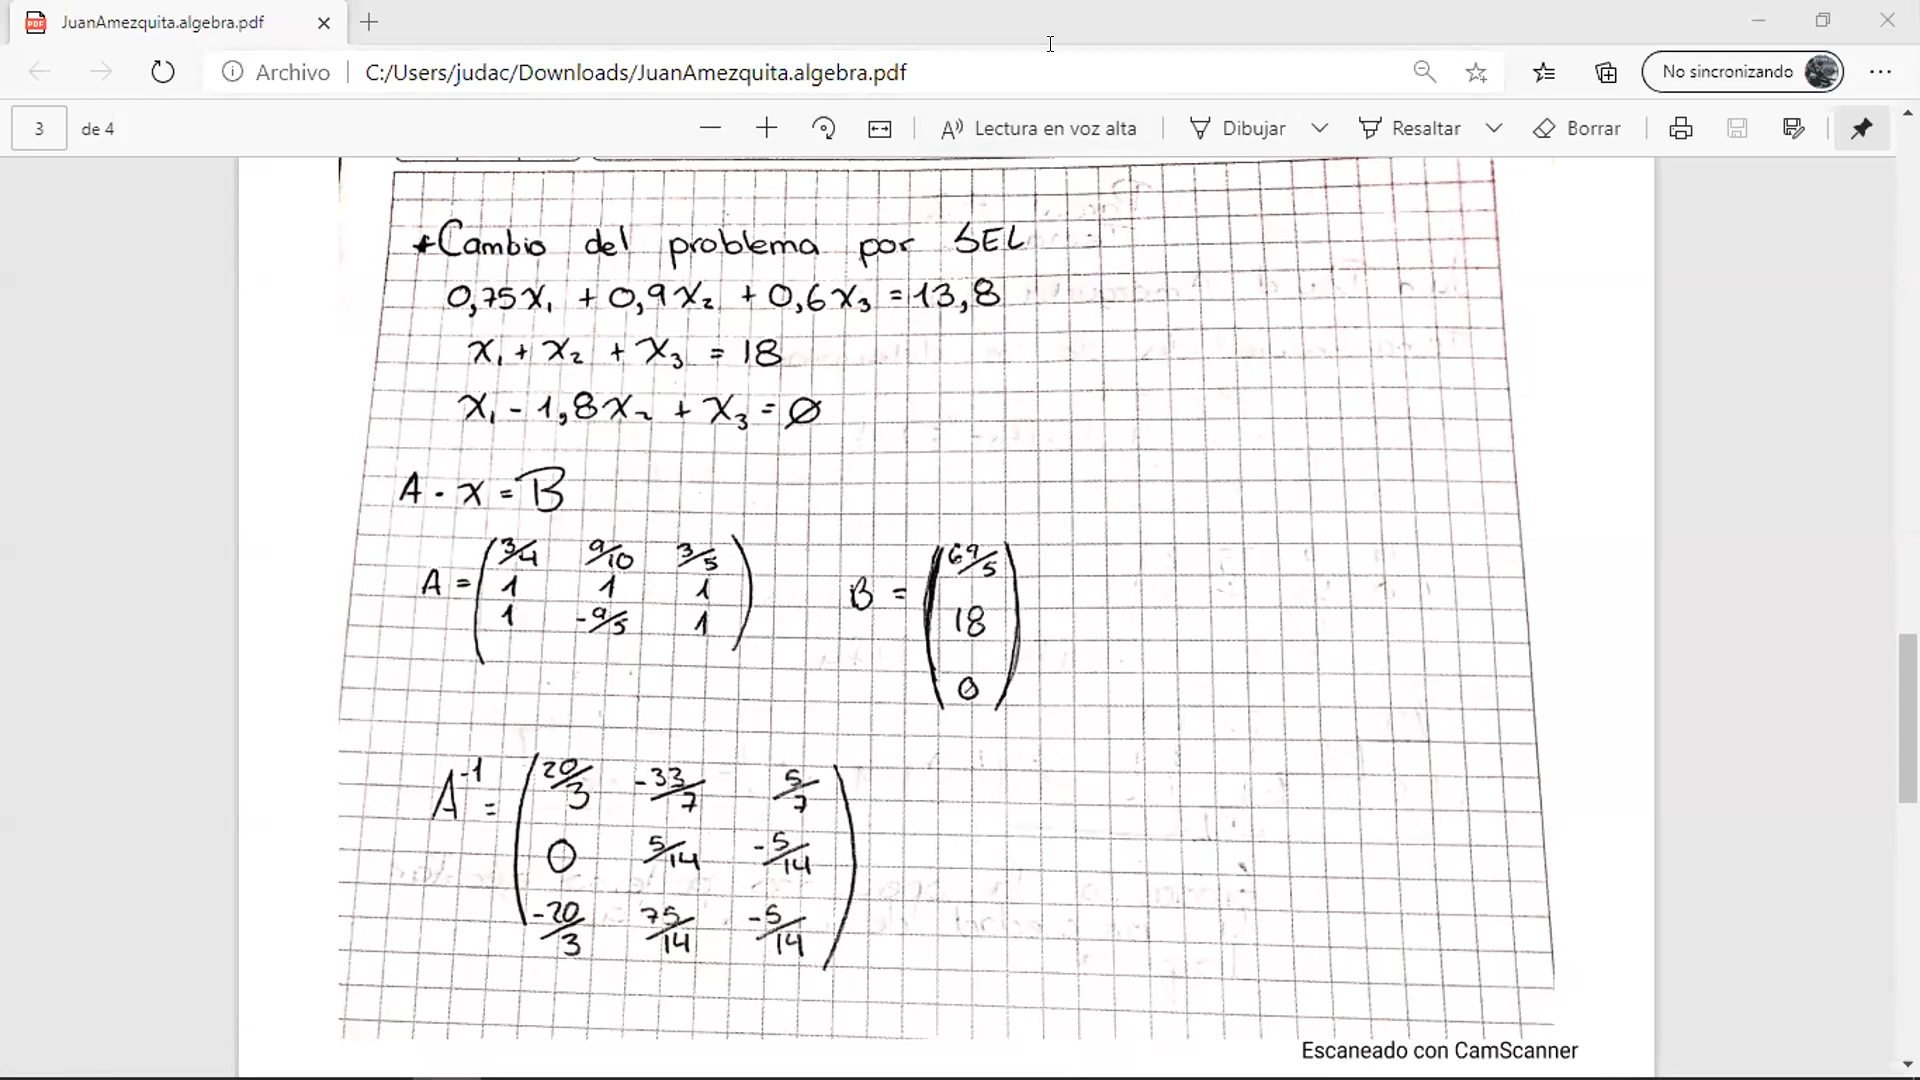 JuanAmezquita.algebra.pdf
Archivo C:/Users/judac/Downloads/JuanAmezquita.algebra.pdf No sincronizando
3 de 4 Lectura en voz alta Dibujar Resaltar Borrar
*Cambio del problema por SEL
0,75x₁ + 0,9x₂ + 0,6x₃ = 13,8
x₁ + x₂ + x₃ = 18
x₁ - 1,8x₂ + x₃ = ∅
A · x = B
A = (3/4 9/10 3/5
1 1 1
1 -9/5 1)
B = (69/5
18
0)
A⁻¹ = (20/3 -33/7 5/7
0 5/14 -5/14
-20/3 75/14 -5/14)
Escaneado con CamScanner